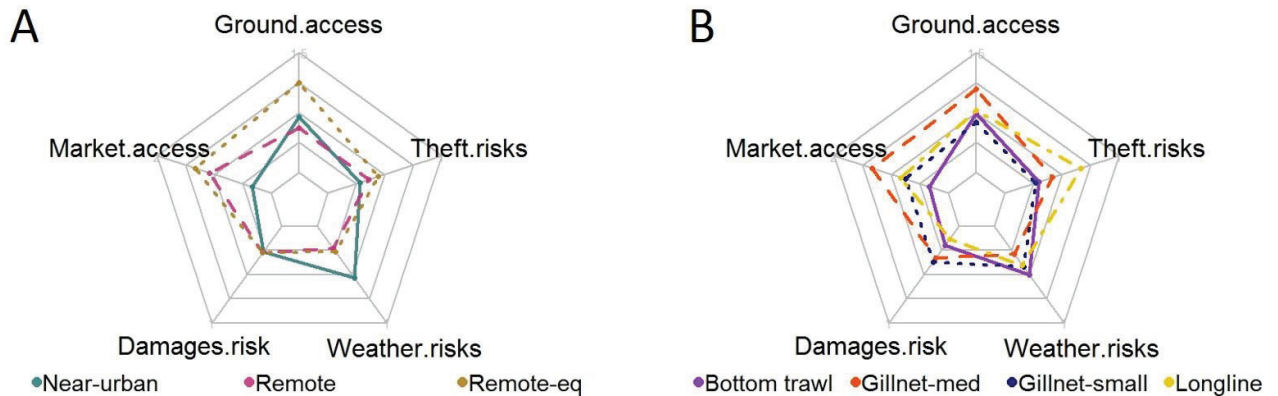 A
Ground.access
Market.access
Theft.risks
Damages.risk
Weather.risks
Near-urban
Remote
Remote-eq
B
Ground.access
Market.access
Theft.risks
Damages.risk
Weather.risks
Bottom trawl
Gillnet-med
Gillnet-small
Longline